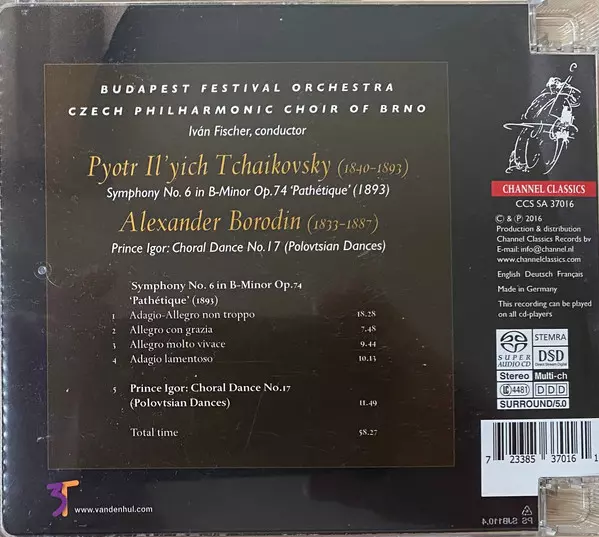 BUDAPEST FESTIVAL ORCHESTRA
CZECH PHILHARMONIC CHOIR OF BRNO
Iván Fischer, conductor
Pyotr Il'yich Tchaikovsky (1840-1893)
Symphony No. 6 in B-Minor Op.74 'Pathétique' (1893)
Alexander Borodin (1833-1887)
Prince Igor: Choral Dance No.17 (Polovtsian Dances)
Symphony No. 6 in B-Minor Op.74
'Pathétique' (1893)
1 Adagio-Allegro non troppo 18.28
2 Allegro con grazia 7.48
3 Allegro molto vivace 9.44
4 Adagio lamentoso 10.13
5 Prince Igor: Choral Dance No.17
(Polovtsian Dances) 11.49
Total time 58.27
www.vandenhul.com
CHANNEL CLASSICS
CCS SA 37016
© & ℗ 2016
Production & distribution
Channel Classics Records bv
E-mail: info@channel.nl
www.channelclassics.com
English Deutsch Français
Made in Germany
This recording can be played
on all cd-players
SUPER AUDIO CD
STEMRA
DSD
Direct Stream Digital
Stereo Multi-ch
LC 4481 DDD
SURROUND/5.0
7 23385 37016 1
PS SJB110.4